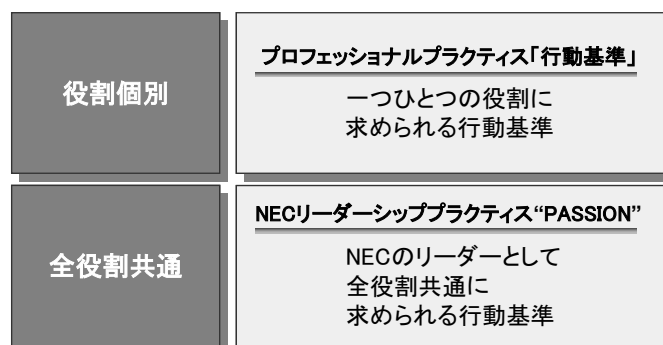 役割個別
プロフェッショナルプラクティス「行動基準」
一つひとつの役割に
求められる行動基準
全役割共通
NECリーダーシッププラクティス“PASSION”
NECのリーダーとして
全役割共通に
求められる行動基準